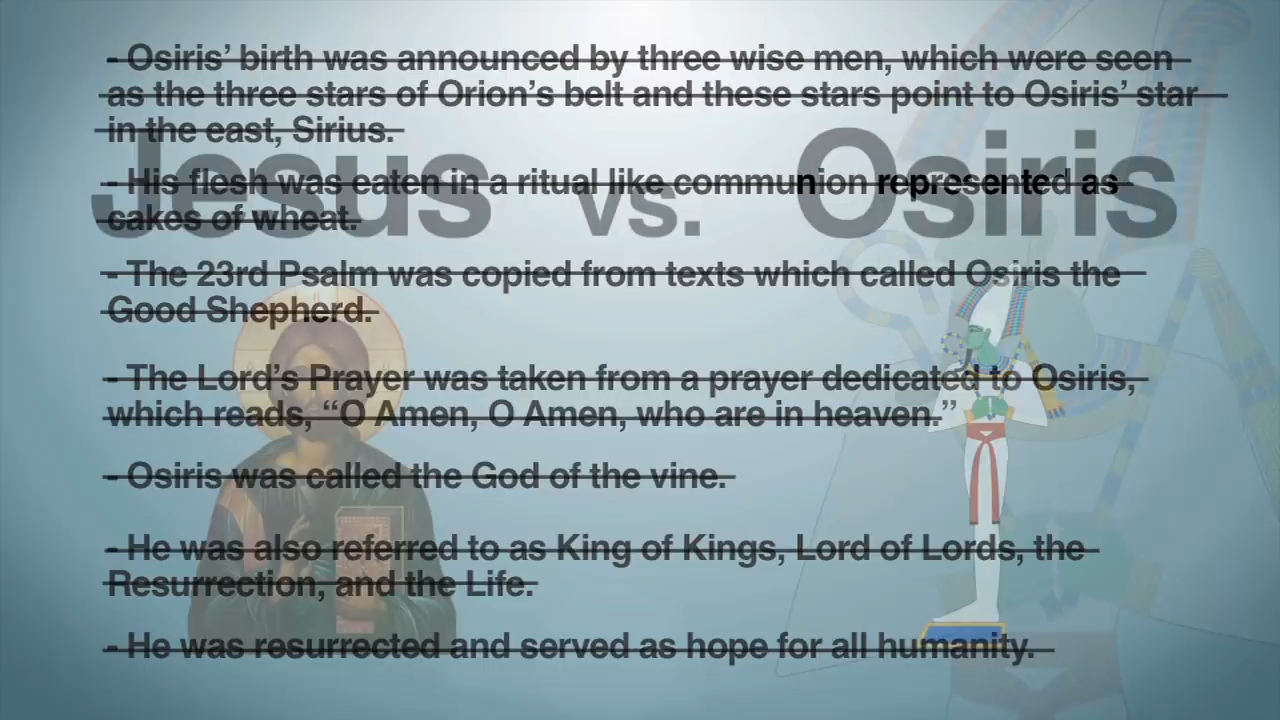 - Osiris’ birth was announced by three wise men, which were seen
as the three stars of Orion’s belt and these stars point to Osiris’ star
in the east, Sirius.
Jesus vs. Osiris
- His flesh was eaten in a ritual like communion represented as
cakes of wheat.
- The 23rd Psalm was copied from texts which called Osiris the
Good Shepherd.
- The Lord’s Prayer was taken from a prayer dedicated to Osiris,
which reads, “O Amen, O Amen, who are in heaven.”
- Osiris was called the God of the vine.
- He was also referred to as King of Kings, Lord of Lords, the
Resurrection, and the Life.
- He was resurrected and served as hope for all humanity.